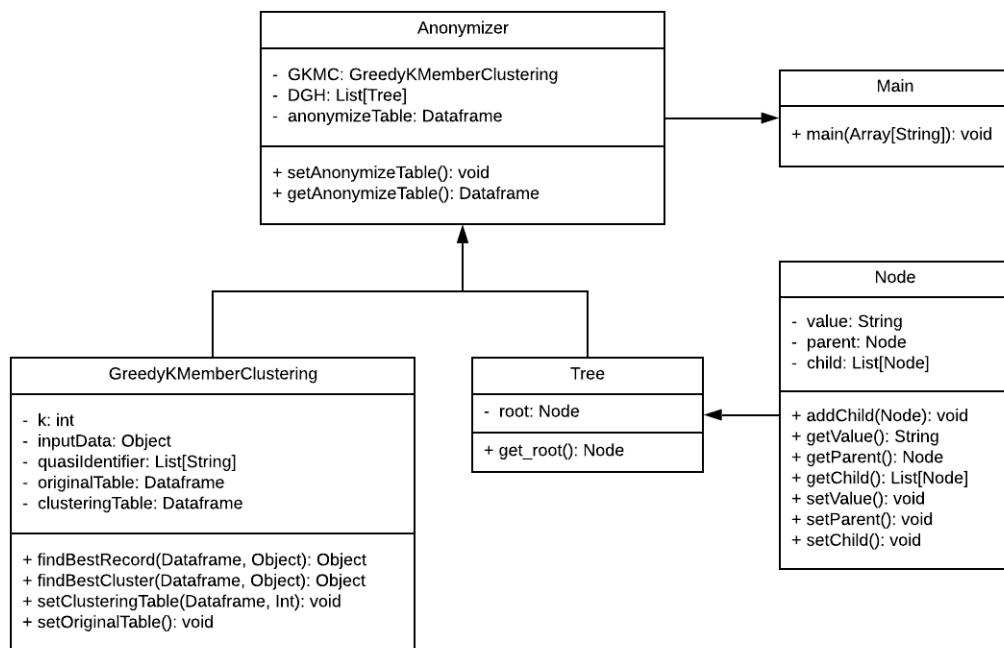 Anonymizer
- GKMC: GreedyKMemberClustering
- DGH: List[Tree]
- anonymizeTable: Dataframe
+ setAnonymizeTable(): void
+ getAnonymizeTable(): Dataframe
Main
+ main(Array[String]): void
Node
- value: String
- parent: Node
- child: List[Node]
+ addChild(Node): void
+ getValue(): String
+ getParent(): Node
+ getChild(): List[Node]
+ setValue(): void
+ setParent(): void
+ setChild(): void
GreedyKMemberClustering
- k: int
- inputData: Object
- quasiIdentifier: List[String]
- originalTable: Dataframe
- clusteringTable: Dataframe
+ findBestRecord(Dataframe, Object): Object
+ findBestCluster(Dataframe, Object): Object
+ setClusteringTable(Dataframe, Int): void
+ setOriginalTable(): void
Tree
- root: Node
+ get_root(): Node